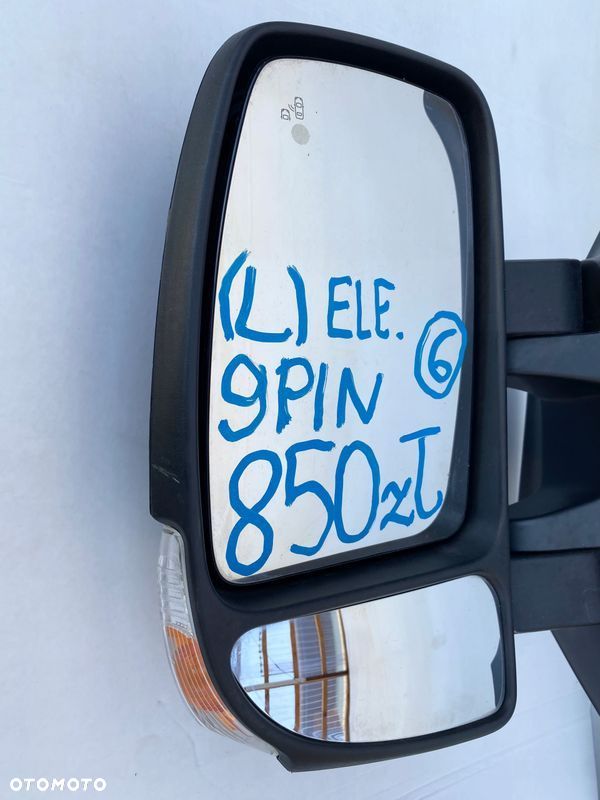 (L) ELE.
6
9PIN
850zł
OTOMOTO